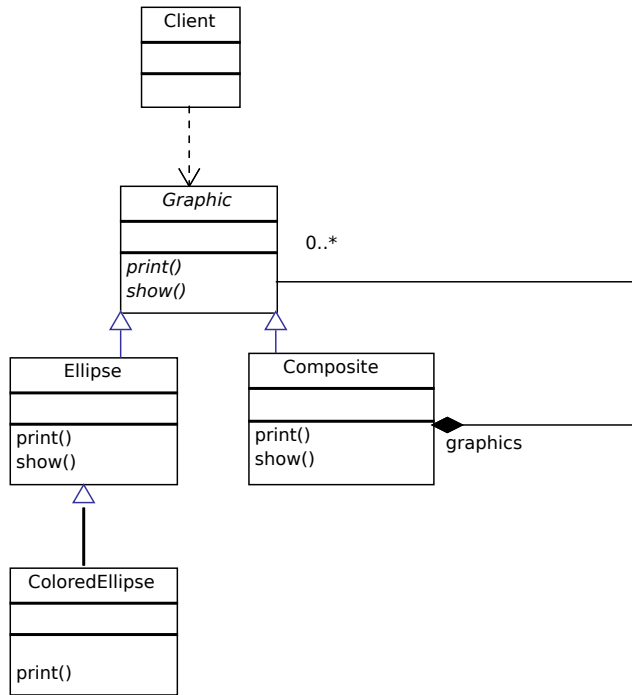 Client
Graphic
0..*
print()
show()
Ellipse
Composite
print()
show()
print()
show()
graphics
ColoredEllipse
print()